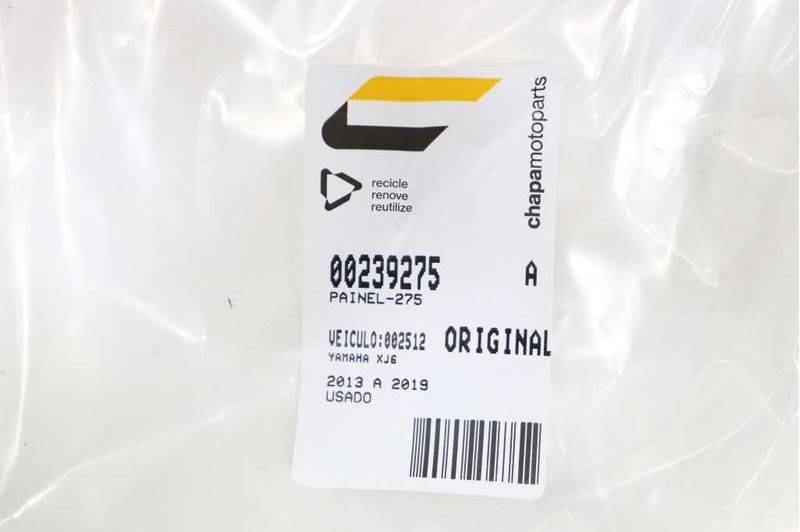 chapamotoparts
recicle
renove
reutilize
00239275 A
PAINEL-275
VEICULO:002512 ORIGINAL
YAMAHA XJ6
2013 A 2019
USADO